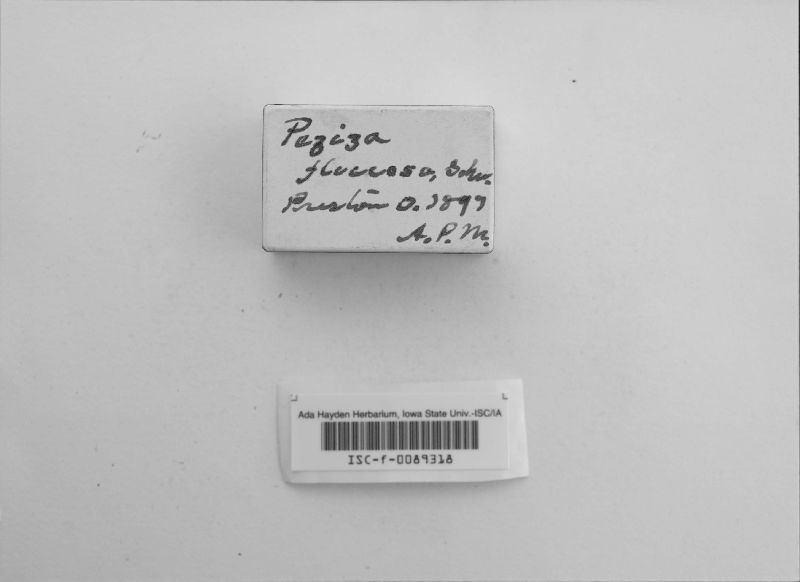 Peziza
floccosa, Schw.
Preston O. 1897
A. P. M.
Ada Hayden Herbarium, Iowa State Univ.-ISC/IA
ISC-f-0089318